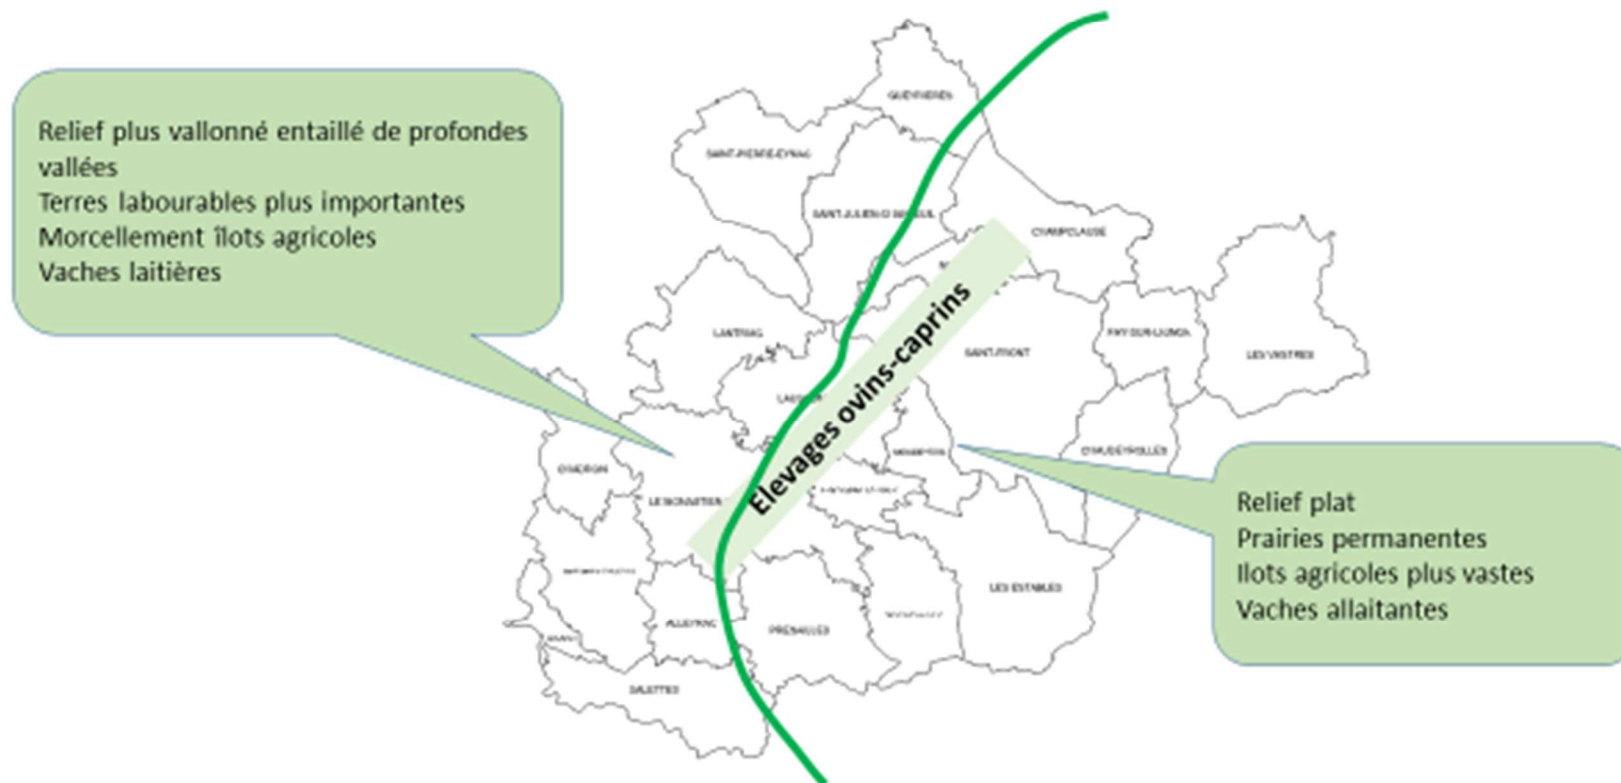 Relief plus vallonné entaillé de profondes
vallées
Terres labourables plus importantes
Morcellement îlots agricoles
Vaches laitières
QUEYRIERES
SAINT-PIERRE-EYNAC
SAINT-JULIEN
CHAMPCLAUSE
LANTRIAC
SAINT-FRONT
FAY-SUR-LIGNON
LES VASTRES
Elevages ovins-caprins
CHAUDEYROLLES
LE MONASTIER
Relief plat
Prairies permanentes
Ilots agricoles plus vastes
Vaches allaitantes
LES ESTABLES
ALLEYRAC
PRESAILLES
SALETTES